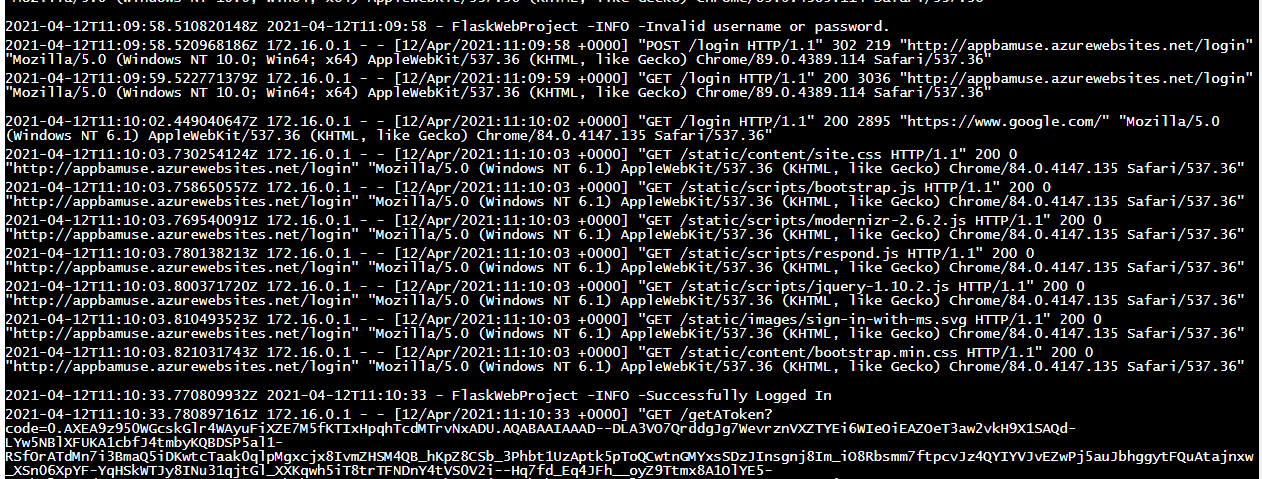 2021-04-12T11:09:58.510820148Z 2021-04-12T11:09:58 - FlaskWebProject -INFO -Invalid username or password.
2021-04-12T11:09:58.520968186Z 172.16.0.1 - - [12/Apr/2021:11:09:58 +0000] "POST /login HTTP/1.1" 302 219 "http://appbamuse.azurewebsites.net/login"
"Mozilla/5.0 (Windows NT 10.0; Win64; x64) AppleWebKit/537.36 (KHTML, like Gecko) Chrome/89.0.4389.114 Safari/537.36"
2021-04-12T11:09:59.522771379Z 172.16.0.1 - - [12/Apr/2021:11:09:59 +0000] "GET /login HTTP/1.1" 200 3036 "http://appbamuse.azurewebsites.net/login"
"Mozilla/5.0 (Windows NT 10.0; Win64; x64) AppleWebKit/537.36 (KHTML, like Gecko) Chrome/89.0.4389.114 Safari/537.36"
2021-04-12T11:10:02.449040647Z 172.16.0.1 - - [12/Apr/2021:11:10:02 +0000] "GET /login HTTP/1.1" 200 2895 "https://www.google.com/" "Mozilla/5.0
(Windows NT 6.1) AppleWebKit/537.36 (KHTML, like Gecko) Chrome/84.0.4147.135 Safari/537.36"
2021-04-12T11:10:03.730254124Z 172.16.0.1 - - [12/Apr/2021:11:10:03 +0000] "GET /static/content/site.css HTTP/1.1" 200 0
"http://appbamuse.azurewebsites.net/login" "Mozilla/5.0 (Windows NT 6.1) AppleWebKit/537.36 (KHTML, like Gecko) Chrome/84.0.4147.135 Safari/537.36"
2021-04-12T11:10:03.758650557Z 172.16.0.1 - - [12/Apr/2021:11:10:03 +0000] "GET /static/scripts/bootstrap.js HTTP/1.1" 200 0
"http://appbamuse.azurewebsites.net/login" "Mozilla/5.0 (Windows NT 6.1) AppleWebKit/537.36 (KHTML, like Gecko) Chrome/84.0.4147.135 Safari/537.36"
2021-04-12T11:10:03.769540091Z 172.16.0.1 - - [12/Apr/2021:11:10:03 +0000] "GET /static/scripts/modernizr-2.6.2.js HTTP/1.1" 200 0
"http://appbamuse.azurewebsites.net/login" "Mozilla/5.0 (Windows NT 6.1) AppleWebKit/537.36 (KHTML, like Gecko) Chrome/84.0.4147.135 Safari/537.36"
2021-04-12T11:10:03.780138213Z 172.16.0.1 - - [12/Apr/2021:11:10:03 +0000] "GET /static/scripts/respond.js HTTP/1.1" 200 0
"http://appbamuse.azurewebsites.net/login" "Mozilla/5.0 (Windows NT 6.1) AppleWebKit/537.36 (KHTML, like Gecko) Chrome/84.0.4147.135 Safari/537.36"
2021-04-12T11:10:03.800371720Z 172.16.0.1 - - [12/Apr/2021:11:10:03 +0000] "GET /static/scripts/jquery-1.10.2.js HTTP/1.1" 200 0
"http://appbamuse.azurewebsites.net/login" "Mozilla/5.0 (Windows NT 6.1) AppleWebKit/537.36 (KHTML, like Gecko) Chrome/84.0.4147.135 Safari/537.36"
2021-04-12T11:10:03.810493523Z 172.16.0.1 - - [12/Apr/2021:11:10:03 +0000] "GET /static/images/sign-in-with-ms.svg HTTP/1.1" 200 0
"http://appbamuse.azurewebsites.net/login" "Mozilla/5.0 (Windows NT 6.1) AppleWebKit/537.36 (KHTML, like Gecko) Chrome/84.0.4147.135 Safari/537.36"
2021-04-12T11:10:03.821031743Z 172.16.0.1 - - [12/Apr/2021:11:10:03 +0000] "GET /static/content/bootstrap.min.css HTTP/1.1" 200 0
"http://appbamuse.azurewebsites.net/login" "Mozilla/5.0 (Windows NT 6.1) AppleWebKit/537.36 (KHTML, like Gecko) Chrome/84.0.4147.135 Safari/537.36"
2021-04-12T11:10:33.770809932Z 2021-04-12T11:10:33 - FlaskWebProject -INFO -Successfully Logged In
2021-04-12T11:10:33.780897161Z 172.16.0.1 - - [12/Apr/2021:11:10:33 +0000] "GET /getAToken?
code=0.AXEA9z95OWGcskGlr4WAyuFiXZE7M5fKTIxHpqhTcdMTrvNxADU.AQABAAIAAAD--DLA3VO7QrddgJg7WevrznVXZTYEi6WIeOiEAZOeT3aw2vkH9X1SAQd-
LYw5NBlXFUKA1cbfJ4tmbyKQBDSP5al1-
RSfOrATdMn7i3BmaQ5iDKwtcTaak0qlpMgxcjx8IvmZHSM4QB_hKpZ8CSb_3Phbt1UzAptk5pToQCwtnGMYxsSDzJInsgnj8Im_iO8Rbsmm7ftpcvJz4QYIYVJvEZwPj5auJbhggytFQuAtajnxw
_XSn06XpYF-YqHSkWTJy8INu31qjtGl_XXKqwh5iT8trTFNDnY4tVSOV2i--Hq7fd_Eq4JFh__oyZ9Ttmx8A1OlYE5-